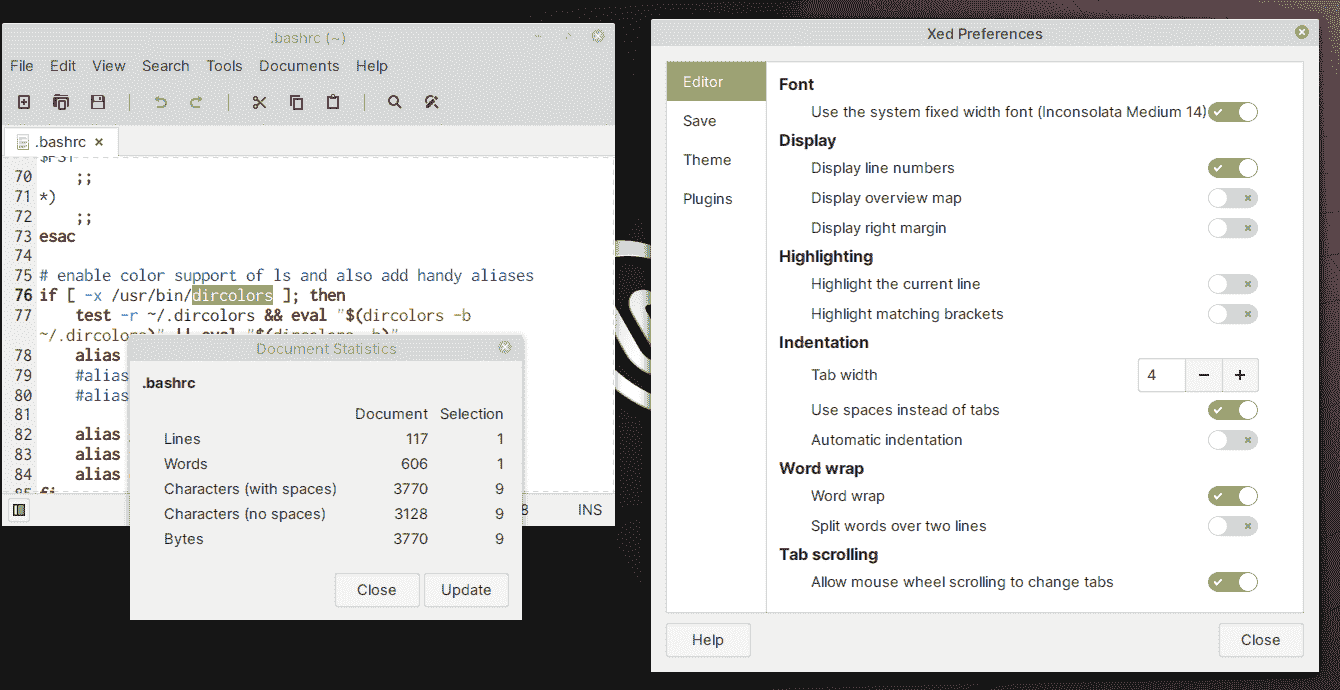 .bashrc (~)
File Edit View Search Tools Documents Help
.bashrc
70 ;;
71 *)
72 ;;
73 esac
74
75 # enable color support of ls and also add handy aliases
76 if [ -x /usr/bin/dircolors ]; then
77 test -r ~/.dircolors && eval "$(dircolors -b
~/.dircolors)" || eval "$(dircolors -b)"
78 alias
79 #alias
80 #alias
81
82 alias
83 alias
84 alias
85 fi
INS
Document Statistics
.bashrc
Document Selection
Lines 117 1
Words 606 1
Characters (with spaces) 3770 9
Characters (no spaces) 3128 9
Bytes 3770 9
Close Update
Xed Preferences
Editor
Save
Theme
Plugins
Font
Use the system fixed width font (Inconsolata Medium 14)
Display
Display line numbers
Display overview map
Display right margin
Highlighting
Highlight the current line
Highlight matching brackets
Indentation
Tab width 4
Use spaces instead of tabs
Automatic indentation
Word wrap
Word wrap
Split words over two lines
Tab scrolling
Allow mouse wheel scrolling to change tabs
Help Close